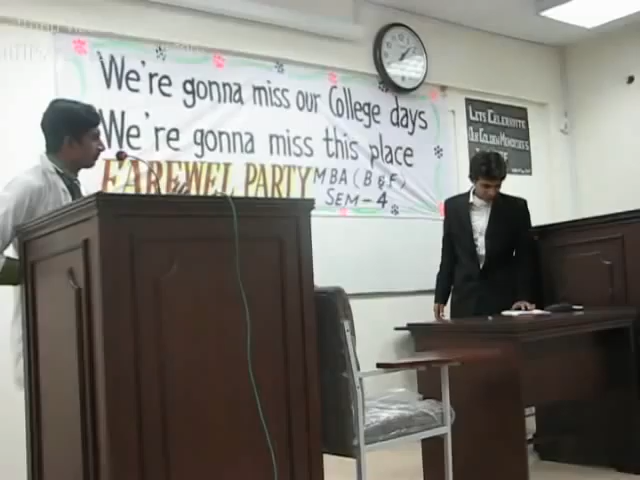 We're gonna miss our College days
We're gonna miss this place
FAREWEL PARTY MBA (B & F)
SEM-4
LETS CELEBRATE
OUR GOLDEN MEMORIES